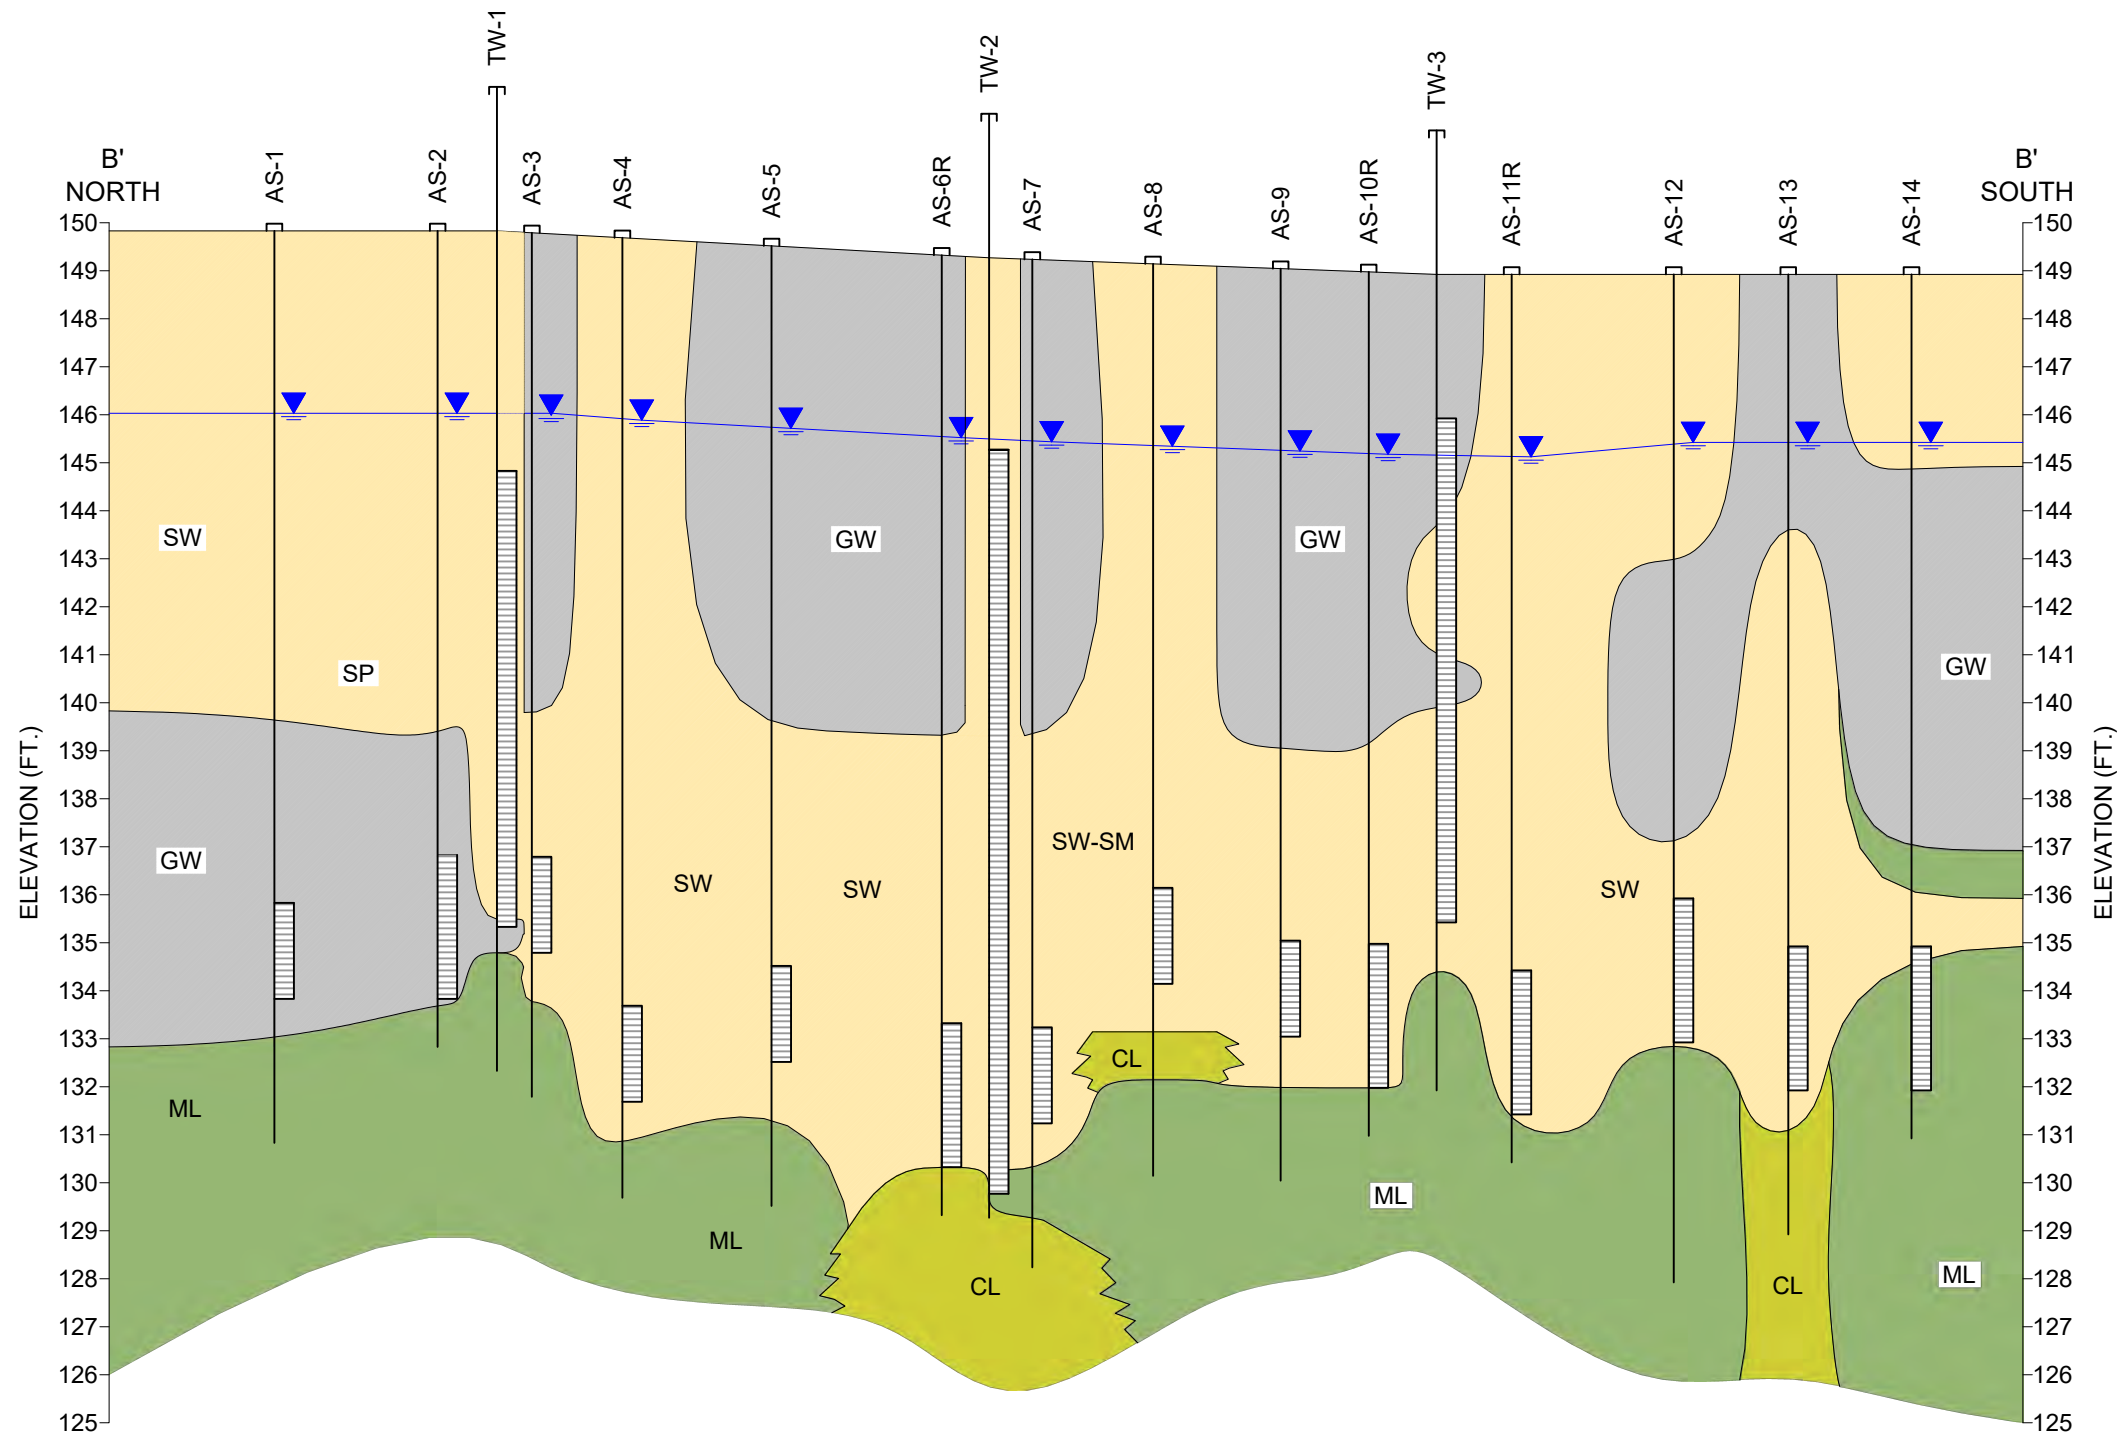 TW-1
TW-2
TW-3
B'
NORTH
AS-1
AS-2
AS-3
AS-4
AS-5
AS-6R
AS-7
AS-8
AS-9
AS-10R
AS-11R
AS-12
AS-13
AS-14
B'
SOUTH
150
149
148
147
146
145
144
143
142
141
140
139
138
137
136
135
134
133
132
131
130
129
128
127
126
125
ELEVATION (FT.)
SW
SP
GW
ML
GW
SW
SW
ML
CL
SW-SM
CL
GW
ML
SW
CL
GW
ML
150
149
148
147
146
145
144
143
142
141
140
139
138
137
136
135
134
133
132
131
130
129
128
127
126
125
ELEVATION (FT.)